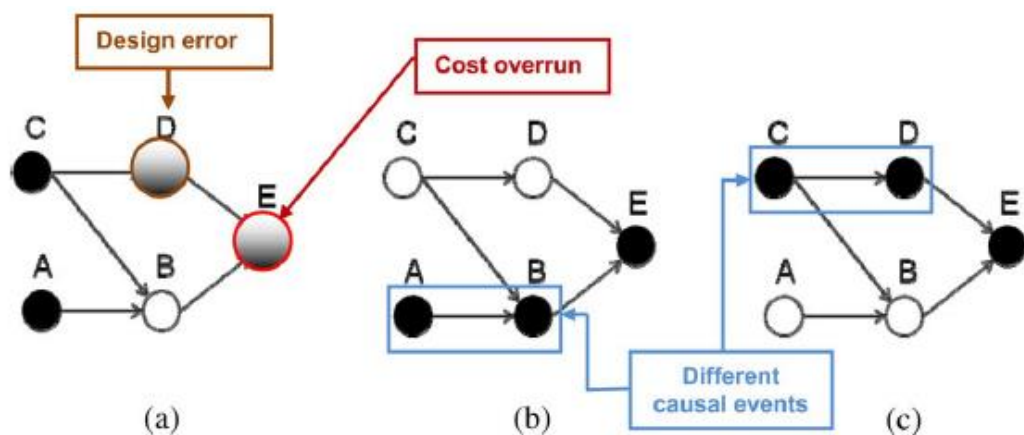 Design error
Cost overrun
C
D
E
A
B
(a)
C
D
E
A
B
(b)
C
D
E
A
B
(c)
Different
causal events